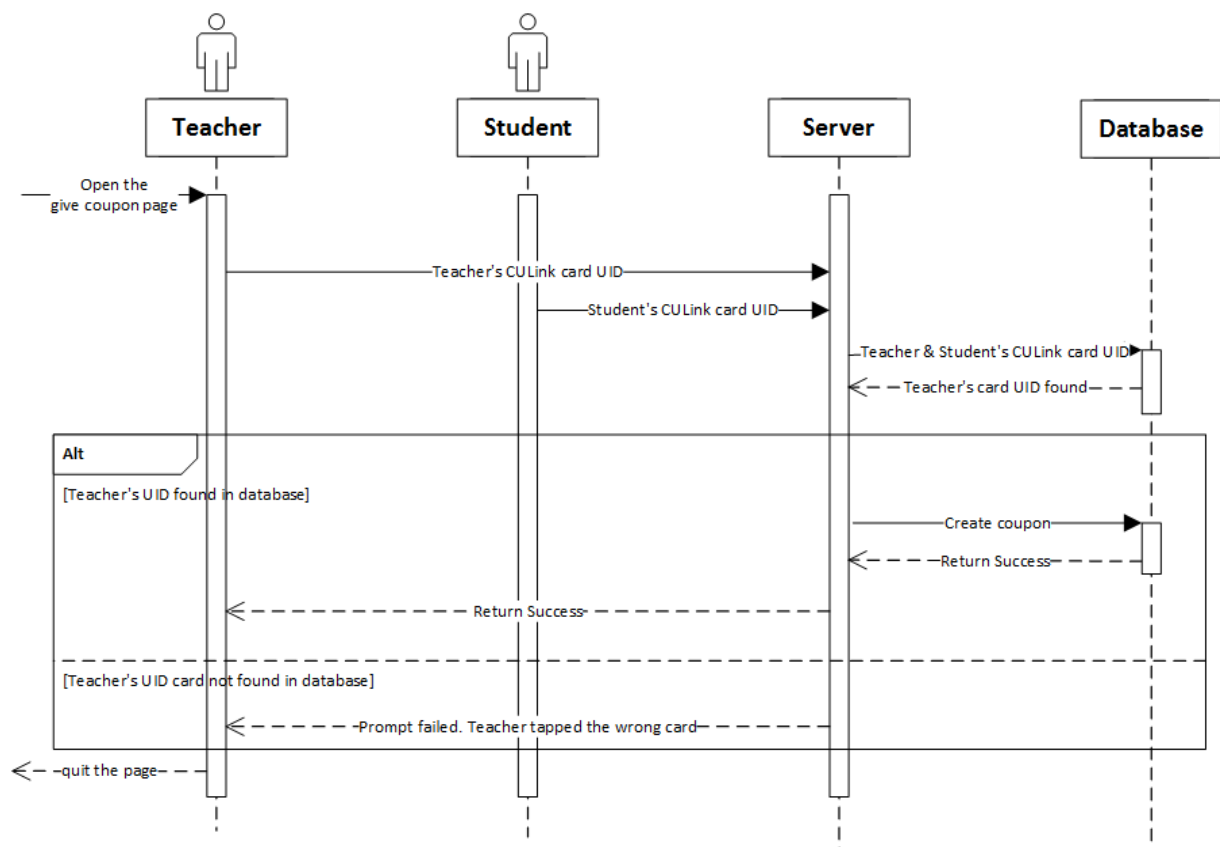 Teacher
Student
Server
Database
Open the
give coupon page
Teacher's CULink card UID
Student's CULink card UID
Teacher & Student's CULink card UID
Teacher's card UID found
Alt
[Teacher's UID found in database]
Create coupon
Return Success
Return Success
[Teacher's UID card not found in database]
Prompt failed. Teacher tapped the wrong card
quit the page